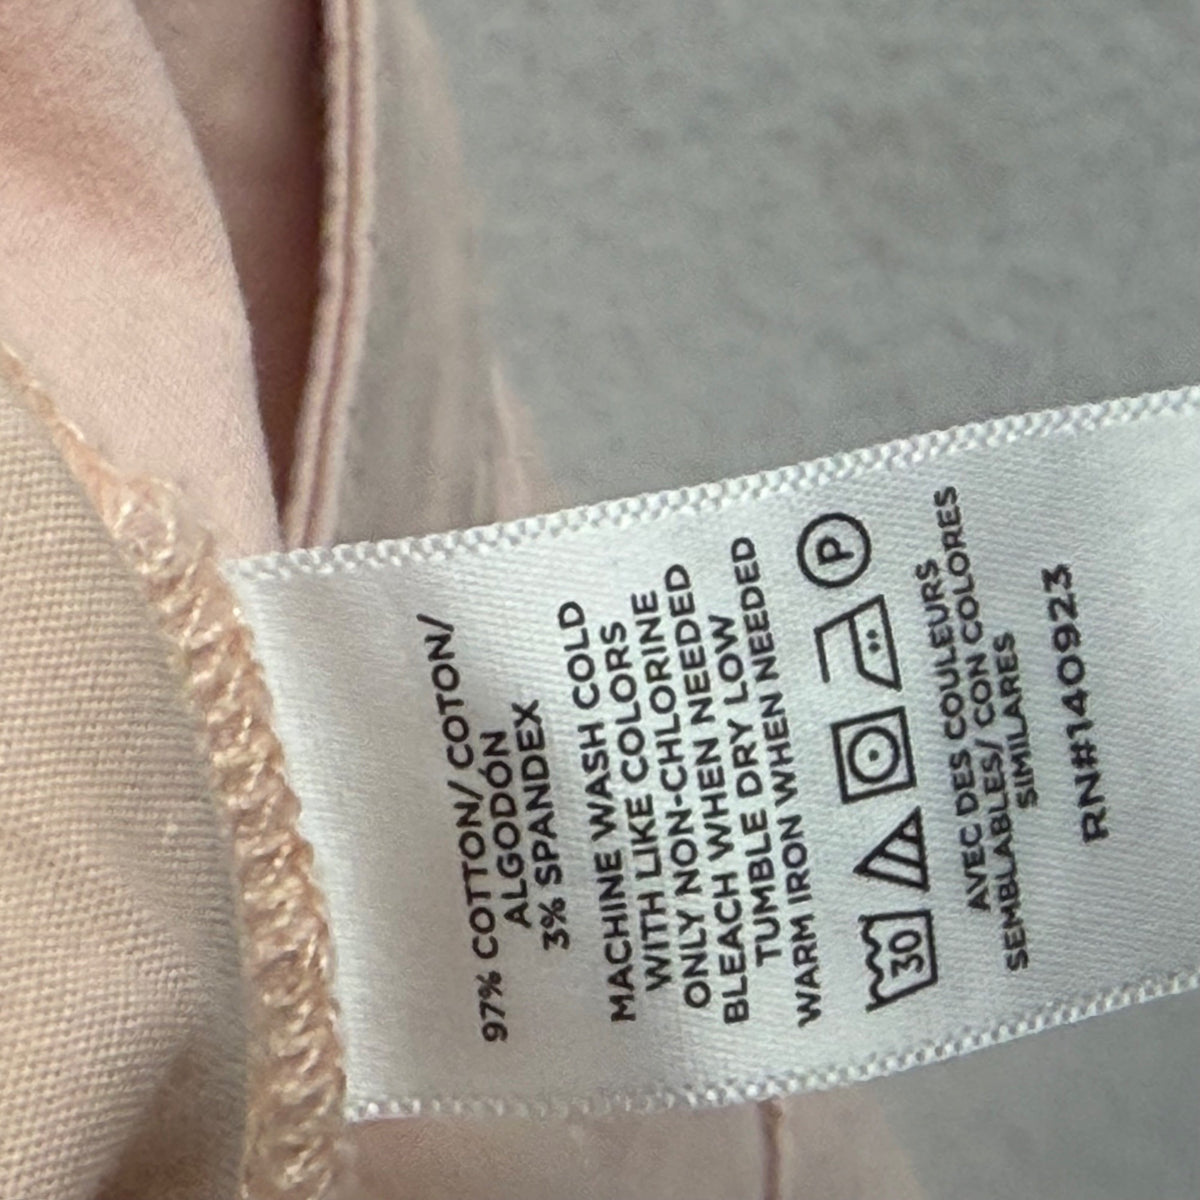 97% COTTON/ COTON/
ALGODÓN
3% SPANDEX
MACHINE WASH COLD
WITH LIKE COLORS
ONLY NON-CHLORINE
BLEACH WHEN NEEDED
TUMBLE DRY LOW
WARM IRON WHEN NEEDED
30 P
AVEC DES COULEURS
SEMBLABLES/ CON COLORES
SIMILARES
RN#140923